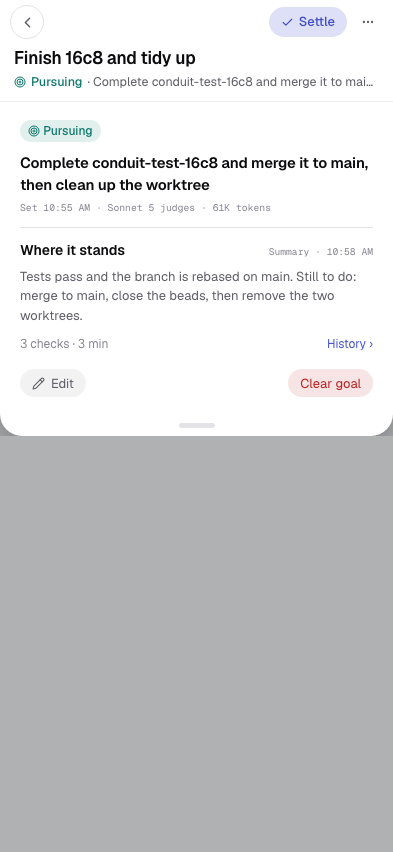 Settle
Finish 16c8 and tidy up
Pursuing · Complete conduit-test-16c8 and merge it to mai...
Pursuing
Complete conduit-test-16c8 and merge it to main,
then clean up the worktree
Set 10:55 AM · Sonnet 5 judges · 61K tokens
Where it stands
Summary · 10:58 AM
Tests pass and the branch is rebased on main. Still to do:
merge to main, close the beads, then remove the two
worktrees.
3 checks · 3 min
History ›
Edit
Clear goal